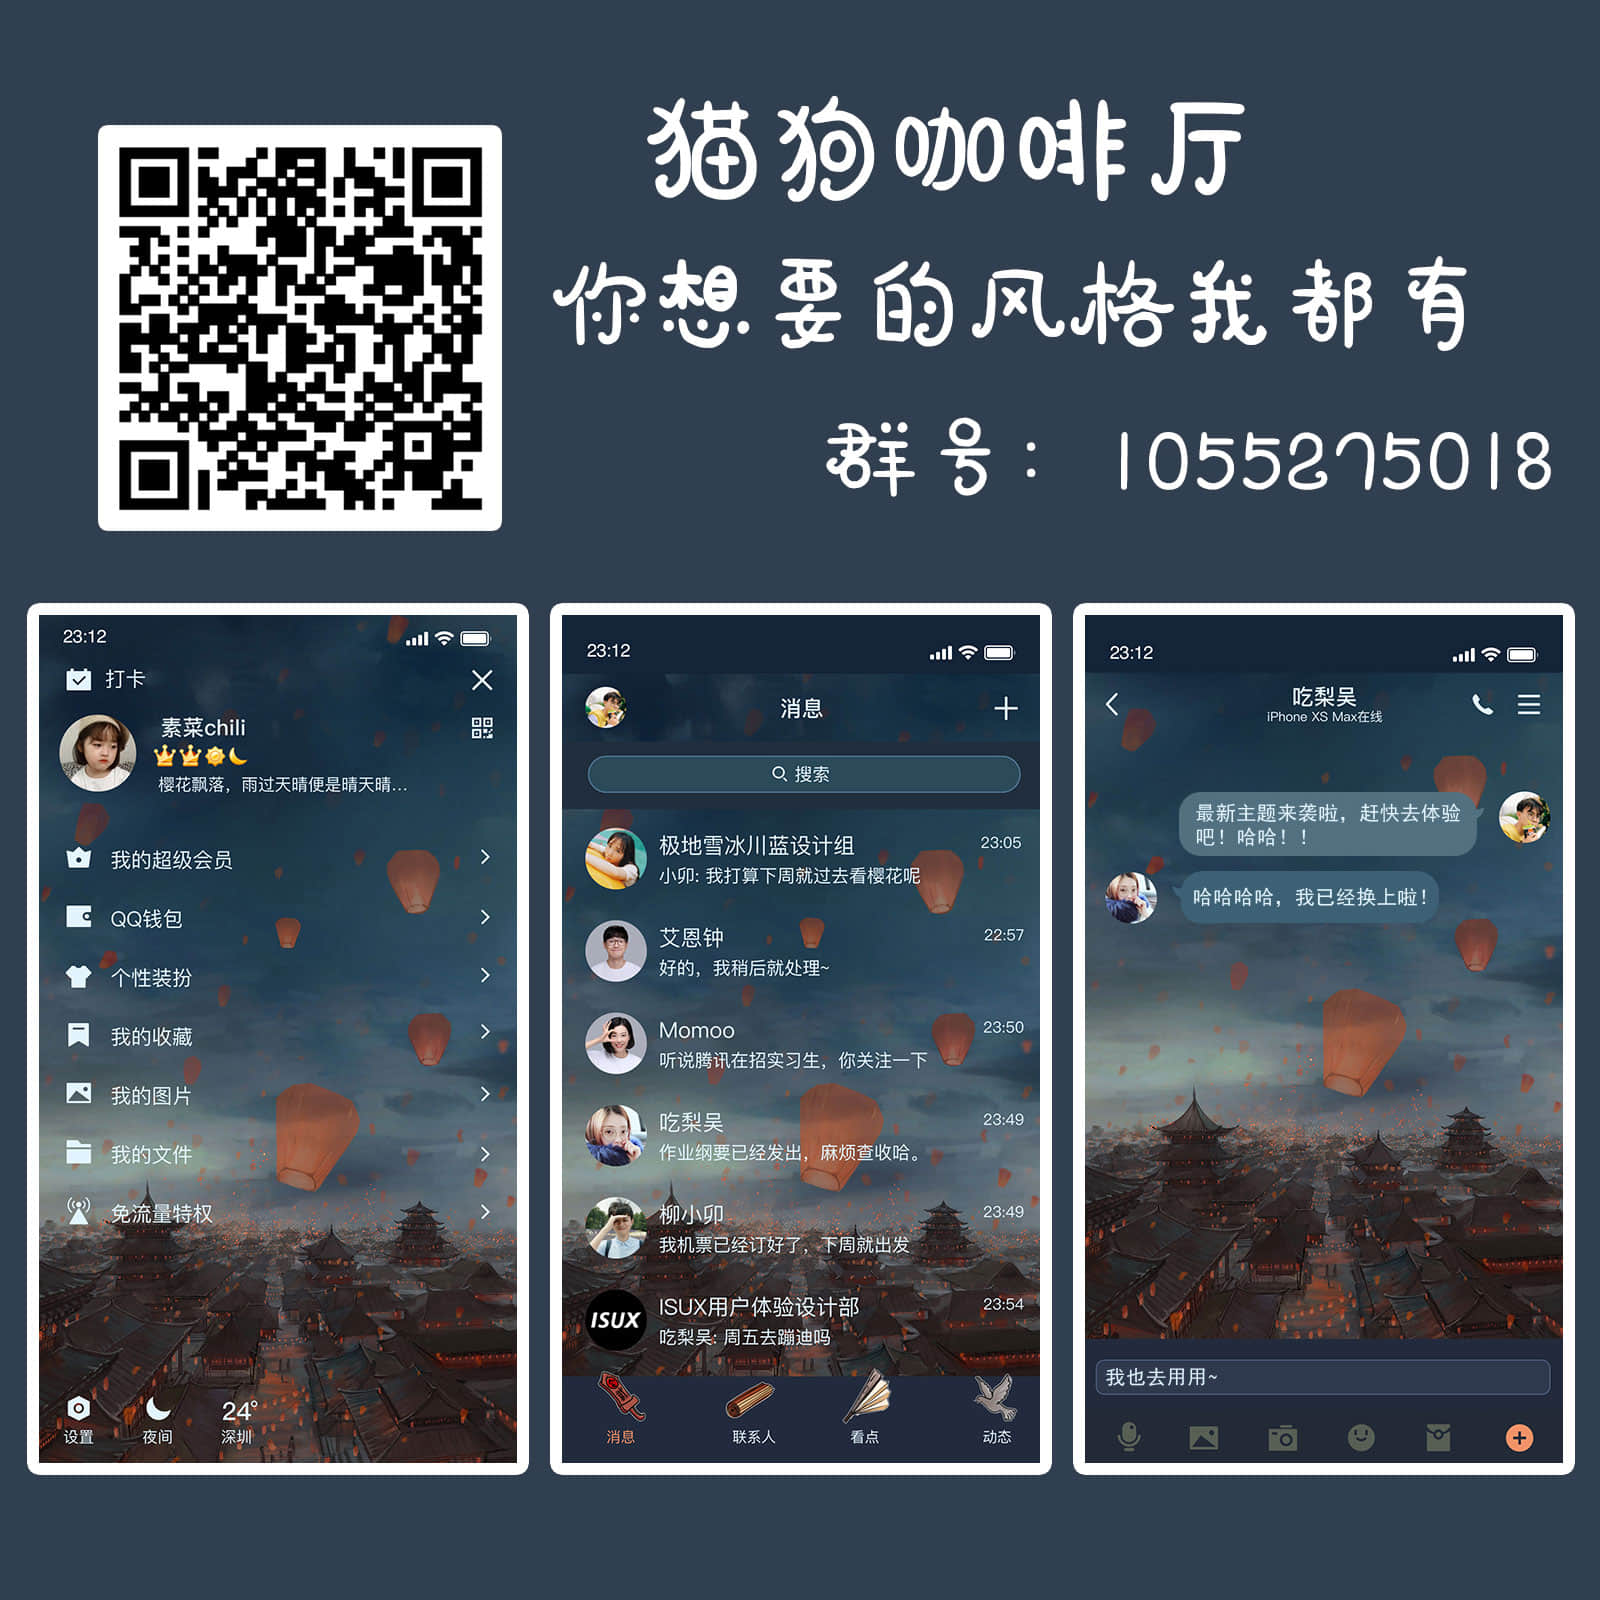 猫狗咖啡厅
你想要的风格我都有
群号：1055275018
23:12
打卡
素菜chili
樱花飘落，雨过天晴便是晴天晴...
我的超级会员
QQ钱包
个性装扮
我的收藏
我的图片
我的文件
免流量特权
24°
设置 夜间 深圳
23:12
消息
搜索
极地雪冰川蓝设计组 23:05
小卯: 我打算下周就过去看樱花呢
艾恩钟 22:57
好的，我稍后就处理~
Momoo 23:50
听说腾讯在招实习生，你关注一下
吃梨吴 23:49
作业纲要已经发出，麻烦查收哈。
柳小卯 23:49
我机票已经订好了，下周就出发
ISUX
ISUX用户体验设计部 23:54
吃梨吴: 周五去蹦迪吗
消息 联系人 看点 动态
23:12
吃梨吴
iPhone XS Max在线
最新主题来袭啦，赶快去体验
吧！哈哈！！
哈哈哈哈，我已经换上啦！
我也去用用~